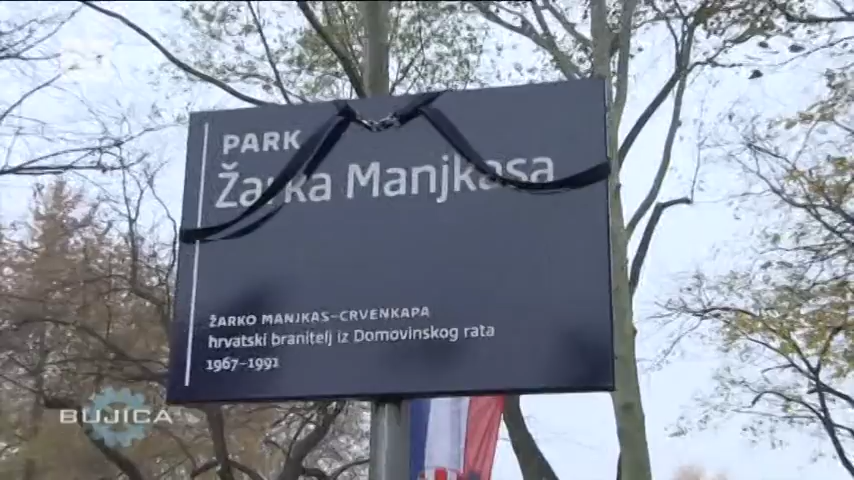 PARK
Žarka Manjkasa
ŽARKO MANJKAS-CRVENKAPA
hrvatski branitelj iz Domovinskog rata
1967-1991
BUJICA